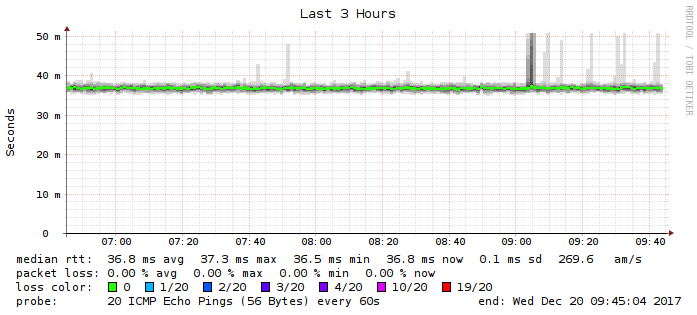 Last 3 Hours
RRDTOOL / TOBI OETIKER
Seconds
50 m
40 m
30 m
20 m
10 m
0
07:00 07:20 07:40 08:00 08:20 08:40 09:00 09:20 09:40
median rtt: 36.8 ms avg 37.3 ms max 36.5 ms min 36.8 ms now 0.1 ms sd 269.6 am/s
packet loss: 0.00 % avg 0.00 % max 0.00 % min 0.00 % now
loss color: 0 1/20 2/20 3/20 4/20 10/20 19/20
probe: 20 ICMP Echo Pings (56 Bytes) every 60s end: Wed Dec 20 09:45:04 2017